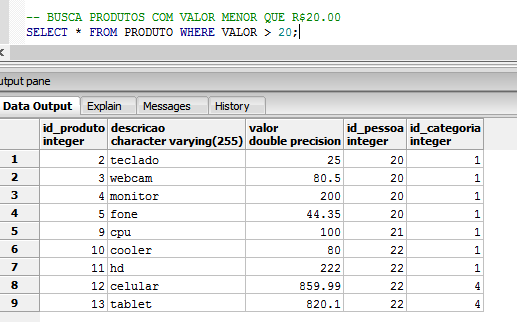 -- BUSCA PRODUTOS COM VALOR MENOR QUE R$20.00
SELECT * FROM PRODUTO WHERE VALOR > 20;
utput pane
Data Output Explain Messages History
id_produto descricao valor id_pessoa id_categoria
integer character varying(255) double precision integer integer
1 2 teclado 25 20 1
2 3 webcam 80.5 20 1
3 4 monitor 200 20 1
4 5 fone 44.35 20 1
5 9 cpu 100 21 1
6 10 cooler 80 22 1
7 11 hd 222 22 1
8 12 celular 859.99 22 4
9 13 tablet 820.1 22 4